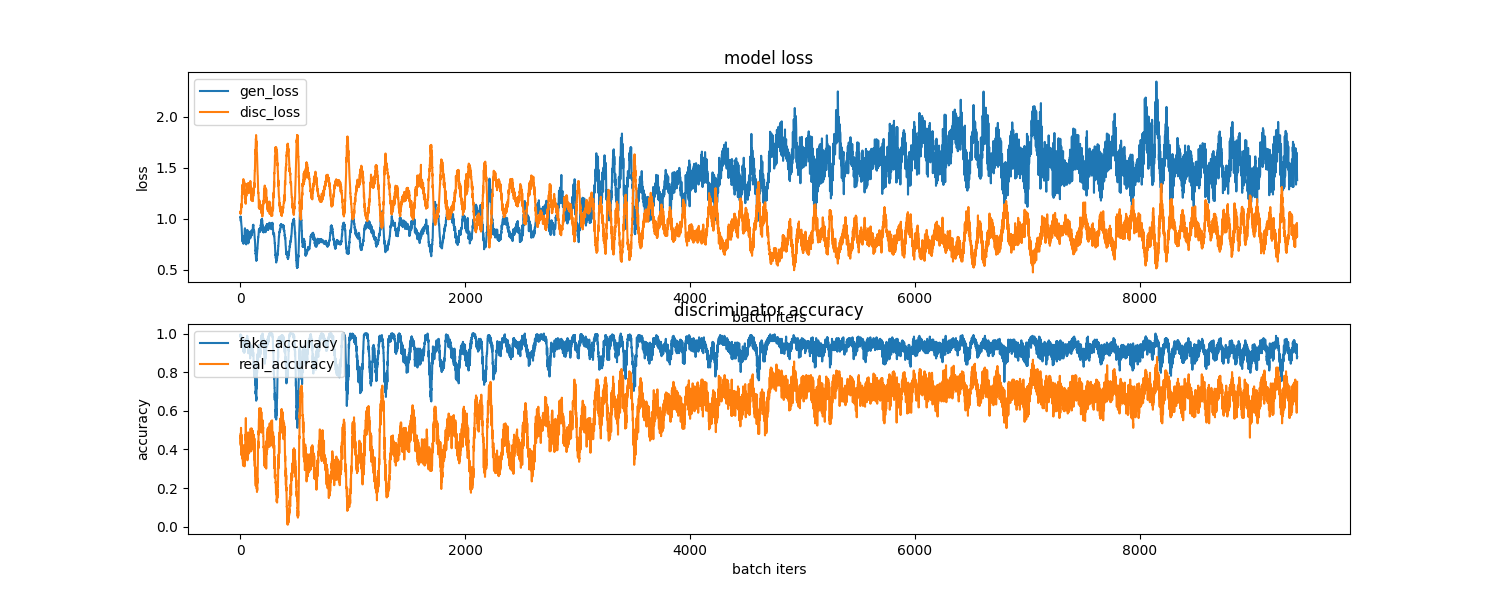 model loss
gen_loss
disc_loss
2.0
1.5
1.0
0.5
loss
0 2000 4000 6000 8000
batch iters
discriminator accuracy
fake_accuracy
real_accuracy
1.0
0.8
0.6
0.4
0.2
0.0
accuracy
0 2000 4000 6000 8000
batch iters